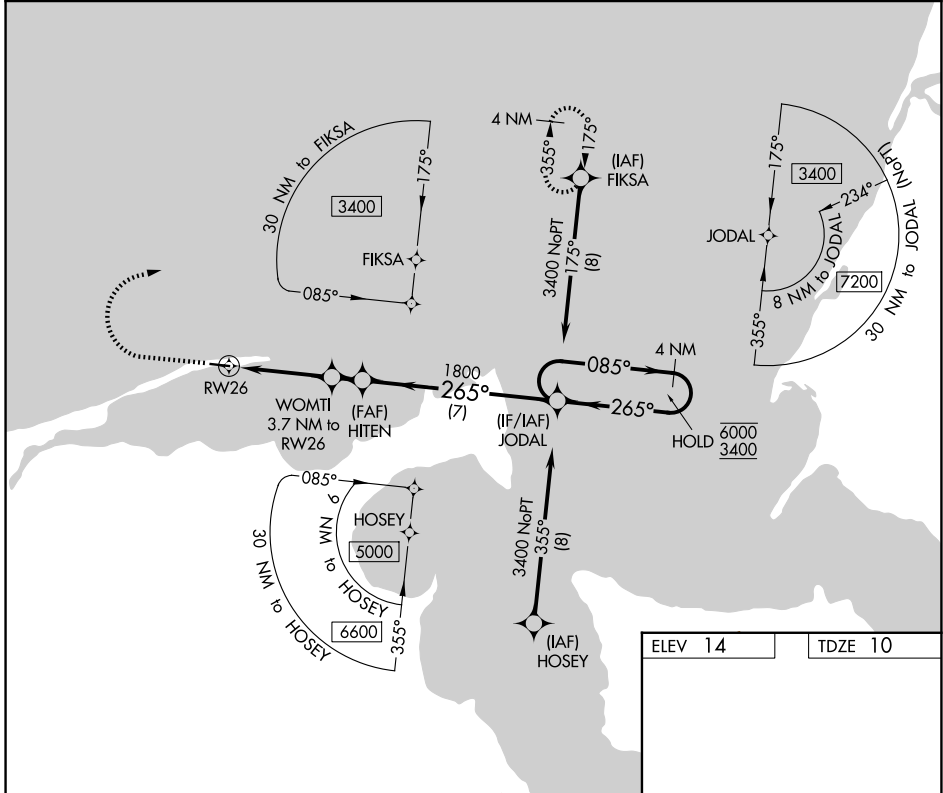 30 NM to FIKSA
175°
3400
FIKSA
085°
4 NM
355°
175°
(IAF)
FIKSA
3400 NoPT
175°
(8)
175°
3400
234°
JODAL
8 NM to JODAL
355°
7200
30 NM to JODAL (NoPT)
RW26
WOMTI
3.7 NM to
RW26
(FAF)
HITEN
1800
265°
(7)
(IF/IAF)
JODAL
085°
4 NM
265°
HOLD
6000
3400
085°
HOSEY
9 NM to HOSEY
5000
30 NM to HOSEY
6600
355°
3400 NoPT
355°
(8)
(IAF)
HOSEY
ELEV 14
TDZE 10